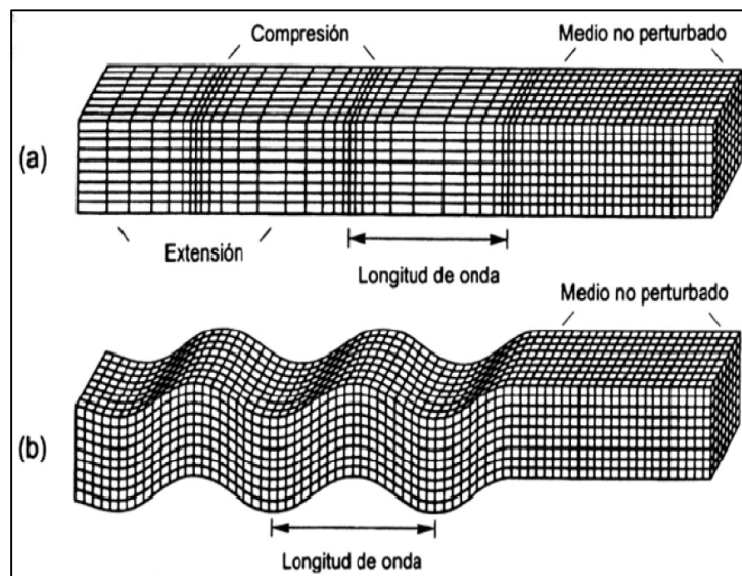 Compresión
Medio no perturbado
(a)
Extensión
Longitud de onda
Medio no perturbado
(b)
Longitud de onda